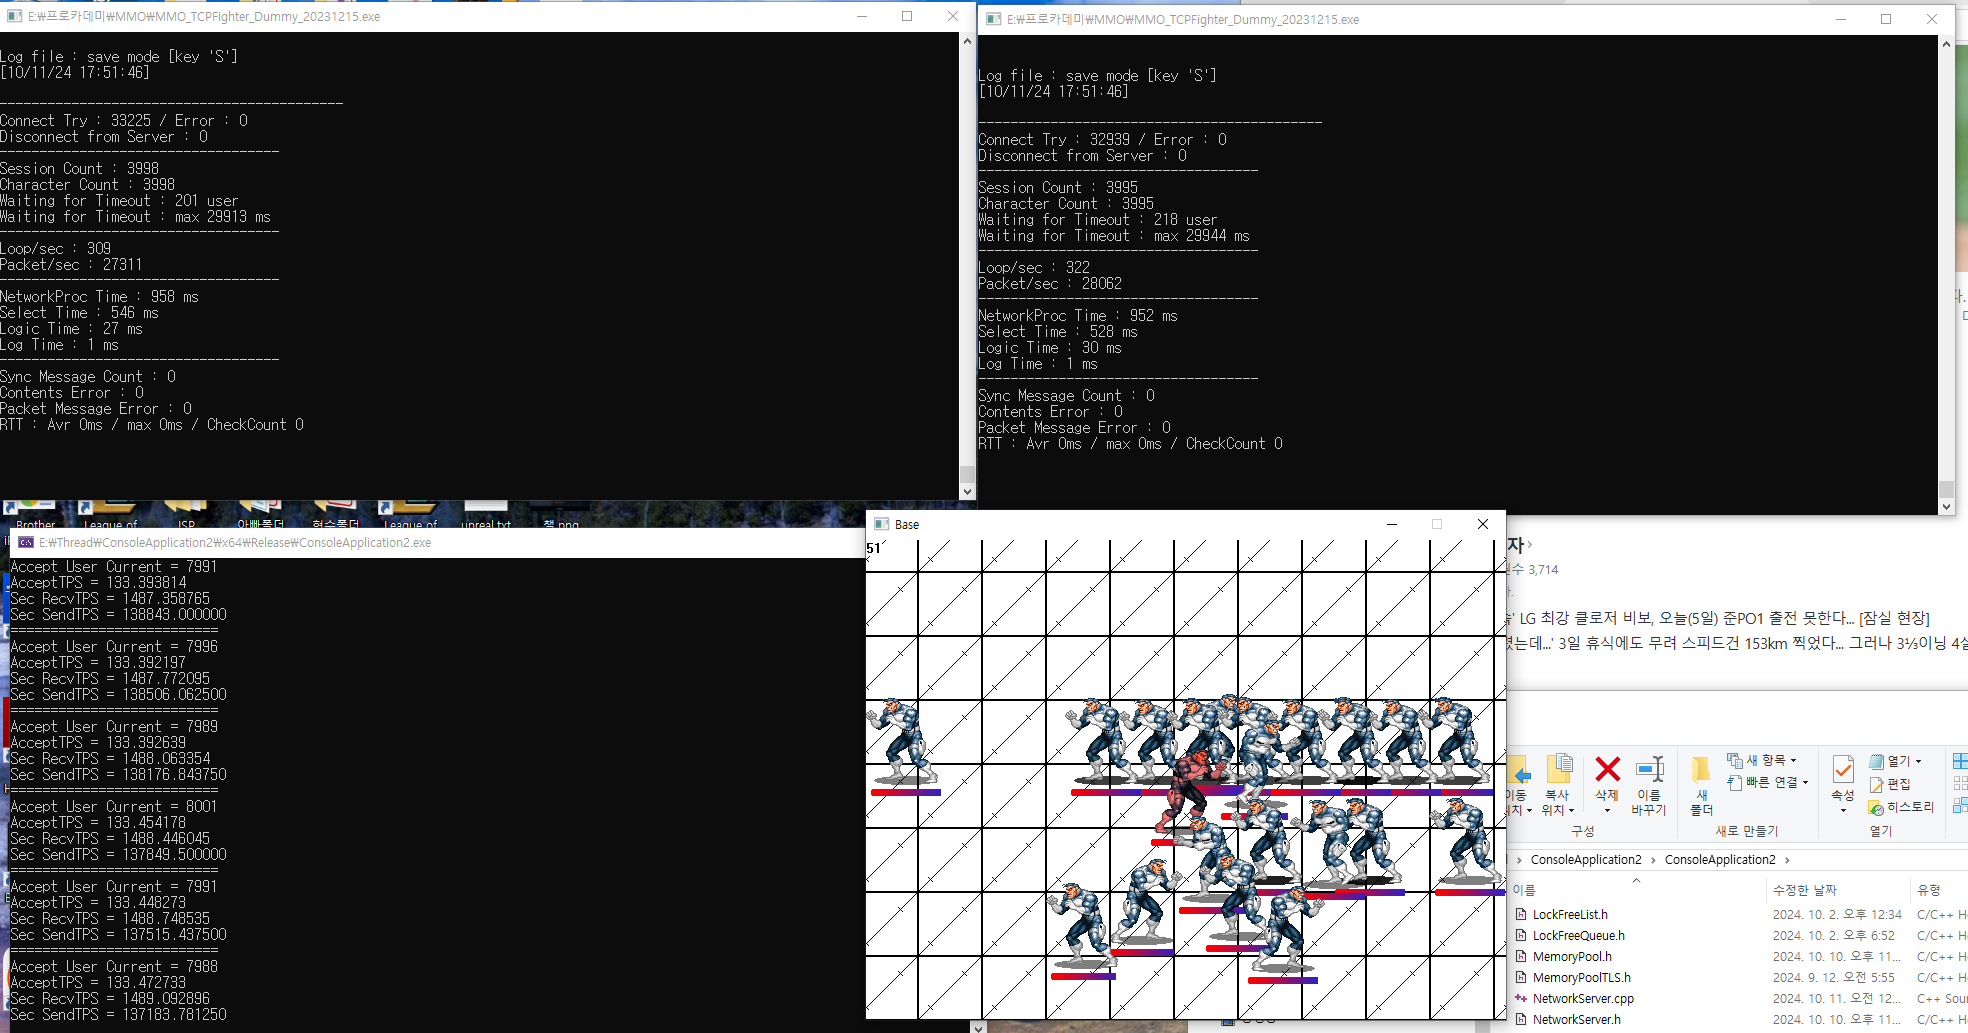 E:₩프로카데미₩MMO₩MMO_TCPFighter_Dummy_20231215.exe
Log file : save mode [key 'S']
[10/11/24 17:51:46]
-------------------------------------------
Connect Try : 33225 / Error : 0
Disconnect from Server : 0
-----------------------------------
Session Count : 3998
Character Count : 3998
Waiting for Timeout : 201 user
Waiting for Timeout : max 29913 ms
-----------------------------------
Loop/sec : 309
Packet/sec : 27311
-----------------------------------
NetworkProc Time : 958 ms
Select Time : 546 ms
Logic Time : 27 ms
Log Time : 1 ms
-----------------------------------
Sync Message Count : 0
Contents Error : 0
Packet Message Error : 0
RTT : Avr 0ms / max 0ms / CheckCount 0
E:₩프로카데미₩MMO₩MMO_TCPFighter_Dummy_20231215.exe
Log file : save mode [key 'S']
[10/11/24 17:51:46]
-------------------------------------------
Connect Try : 32939 / Error : 0
Disconnect from Server : 0
-----------------------------------
Session Count : 3995
Character Count : 3995
Waiting for Timeout : 218 user
Waiting for Timeout : max 29944 ms
-----------------------------------
Loop/sec : 322
Packet/sec : 28062
-----------------------------------
NetworkProc Time : 952 ms
Select Time : 528 ms
Logic Time : 30 ms
Log Time : 1 ms
-----------------------------------
Sync Message Count : 0
Contents Error : 0
Packet Message Error : 0
RTT : Avr 0ms / max 0ms / CheckCount 0
Brother League of ISP 아빠폴더 현수폴더 League of unreal.txt 책.png
E:₩Thread₩ConsoleApplication2₩x64₩Release₩ConsoleApplication2.exe
Accept User Current = 7991
AcceptTPS = 133.393814
Sec RecvTPS = 1487.358765
Sec SendTPS = 138843.000000
==========================
Accept User Current = 7996
AcceptTPS = 133.392197
Sec RecvTPS = 1487.772095
Sec SendTPS = 138506.062500
==========================
Accept User Current = 7989
AcceptTPS = 133.392639
Sec RecvTPS = 1488.063354
Sec SendTPS = 138176.843750
==========================
Accept User Current = 8001
AcceptTPS = 133.454178
Sec RecvTPS = 1488.446045
Sec SendTPS = 137849.500000
==========================
Accept User Current = 7991
AcceptTPS = 133.448273
Sec RecvTPS = 1488.748535
Sec SendTPS = 137515.437500
==========================
Accept User Current = 7988
AcceptTPS = 133.472733
Sec RecvTPS = 1489.092896
Sec SendTPS = 137183.781250
Base
51
자 ›
수 3,714
LG 최강 클로저 비보, 오늘(5일) 준PO1 출전 못한다... [잠실 현장]
3일 휴식에도 무려 스피드건 153km 찍었다... 그러나 3⅓이닝 4실
이동 복사 삭제 이름 새 새 항목 속성 열기
위치 바꾸기 폴더 빠른 연결 편집
히스토리
구성 새로 만들기 열기
› ConsoleApplication2 › ConsoleApplication2 ›
이름 수정한 날짜 유형
LockFreeList.h 2024. 10. 2. 오후 12:34 C/C++ He
LockFreeQueue.h 2024. 10. 2. 오후 6:52 C/C++ He
MemoryPool.h 2024. 10. 10. 오후 11... C/C++ He
MemoryPoolTLS.h 2024. 9. 12. 오전 5:55 C/C++ He
NetworkServer.cpp 2024. 10. 11. 오전 12... C++ Sour
NetworkServer.h 2024. 10. 10. 오후 11... C/C++ He